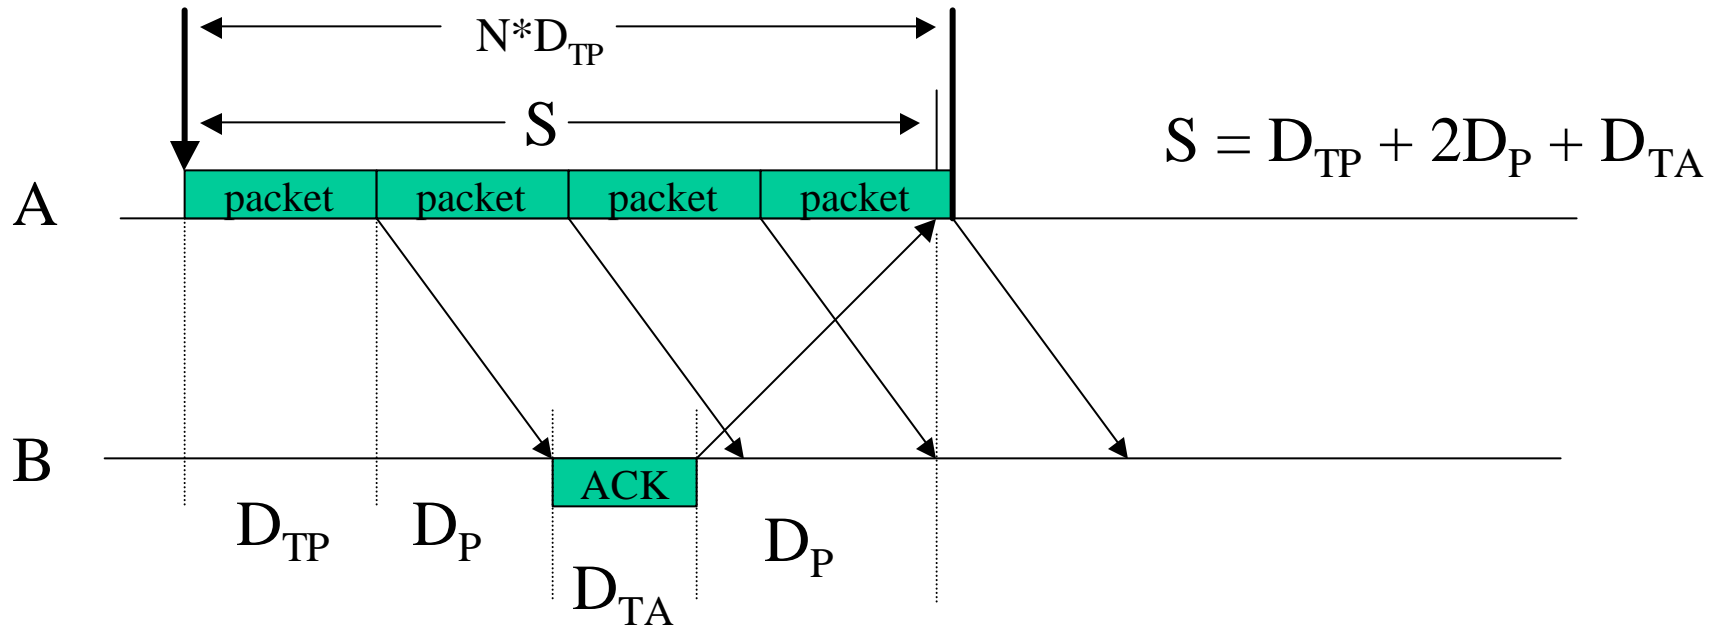 N*D_TP
S
S = D_TP + 2D_P + D_TA
A packet packet packet packet
B
ACK
D_TP D_P D_P
D_TA